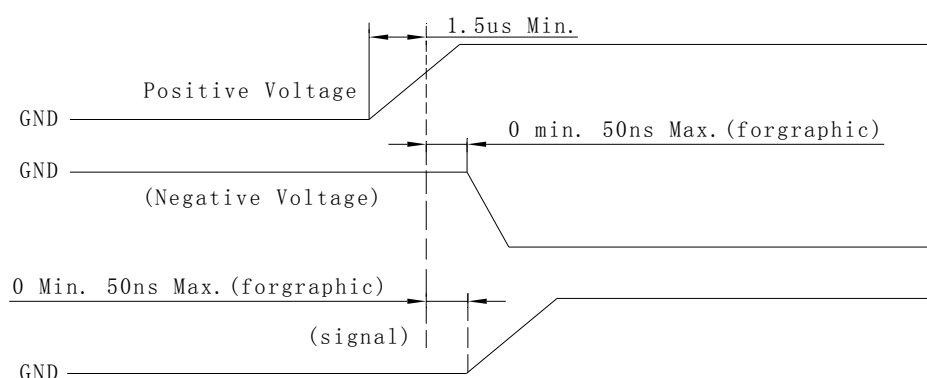 1.5us Min.
Positive Voltage
GND
0 min. 50ns Max.(forgraphic)
GND
(Negative Voltage)
0 Min. 50ns Max.(forgraphic)
(signal)
GND